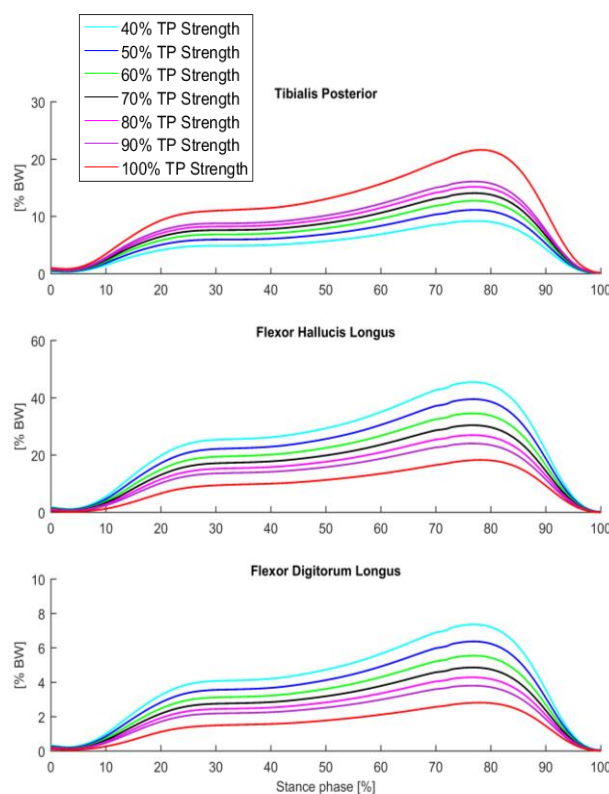 40% TP Strength
50% TP Strength
60% TP Strength
70% TP Strength
80% TP Strength
90% TP Strength
100% TP Strength
Tibialis Posterior
[% BW]
30
20
10
0
0 10 20 30 40 50 60 70 80 90 100
Flexor Hallucis Longus
[% BW]
60
40
20
0
0 10 20 30 40 50 60 70 80 90 100
Flexor Digitorum Longus
[% BW]
10
8
6
4
2
0
0 10 20 30 40 50 60 70 80 90 100
Stance phase [%]